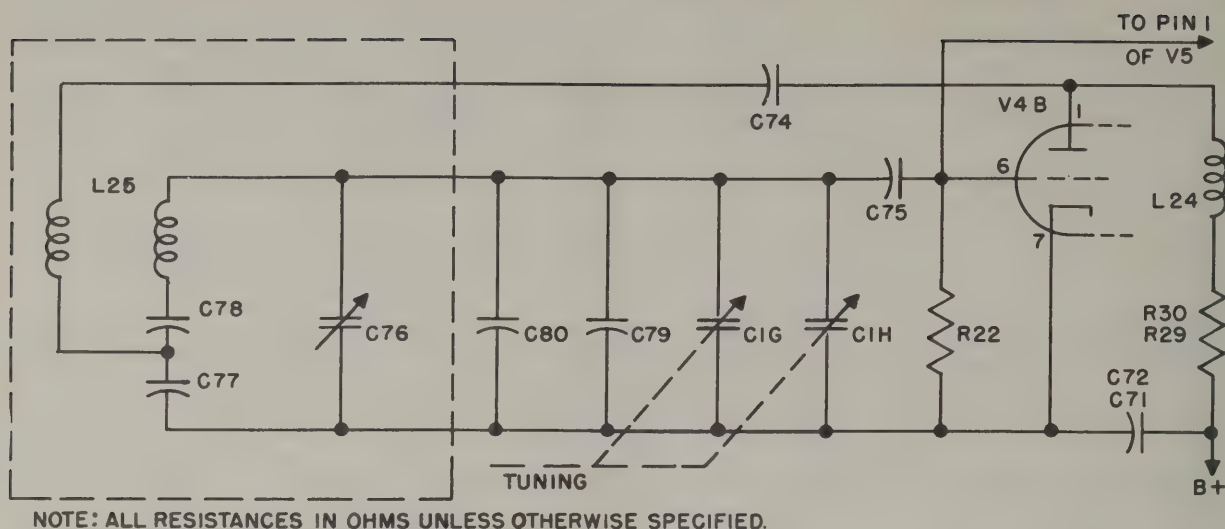 TO PIN 1
OF V5
V4B
1
C74
6
L25
C75
L24
7
C78
C76
C80
C79
C1G
C1H
R22
R30
R29
C77
C72
C71
TUNING
B+
NOTE: ALL RESISTANCES IN OHMS UNLESS OTHERWISE SPECIFIED.